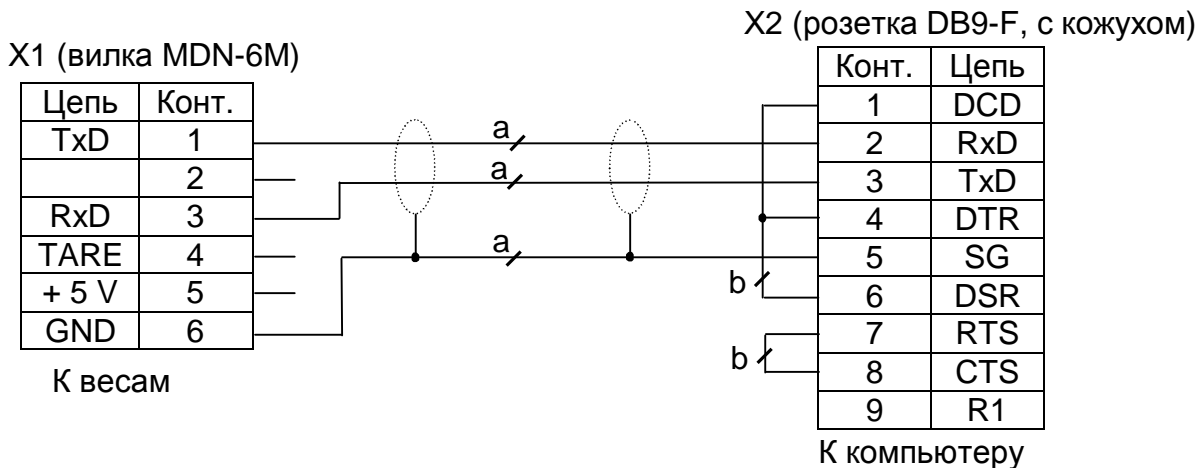 X2 (розетка DB9-F, с кожухом)
X1 (вилка MDN-6M)
Цепь Конт.
TxD 1
2
RxD 3
TARE 4
+ 5 V 5
GND 6
К весам
a
a
a
b
b
Конт. Цепь
1 DCD
2 RxD
3 TxD
4 DTR
5 SG
6 DSR
7 RTS
8 CTS
9 R1
К компьютеру